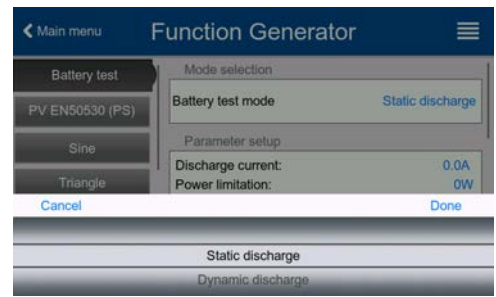 Main menu
Function Generator
Battery test
PV EN50530 (PS)
Sine
Triangle
Mode selection
Battery test mode Static discharge
Parameter setup
Discharge current: 0.0A
Power limitation: 0W
Cancel Done
Static discharge
Dynamic discharge